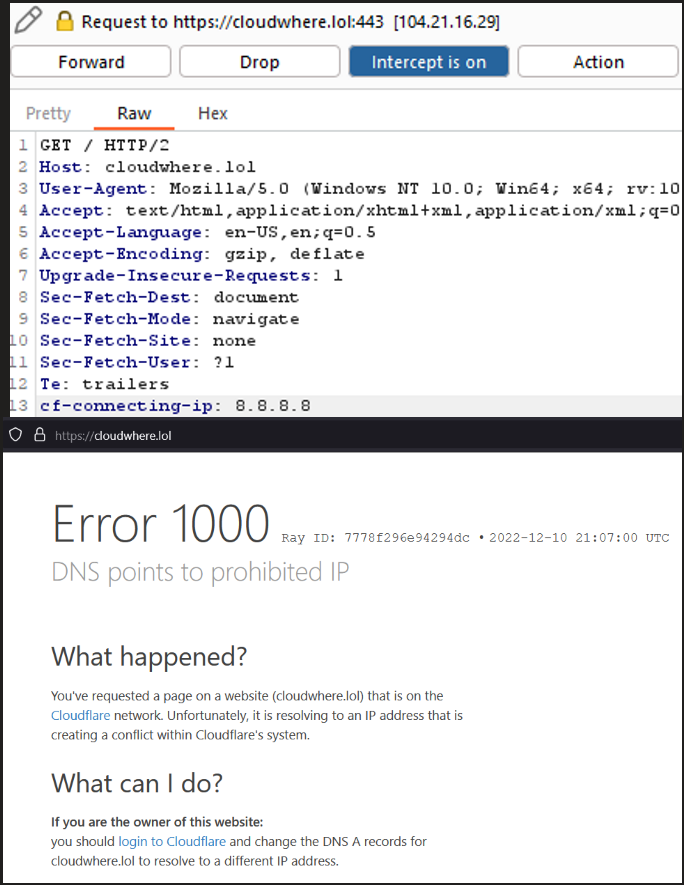 Request to https://cloudwhere.lol:443 [104.21.16.29]
Forward Drop Intercept is on Action
Pretty Raw Hex
1 GET / HTTP/2
2 Host: cloudwhere.lol
3 User-Agent: Mozilla/5.0 (Windows NT 10.0; Win64; x64; rv:10
4 Accept: text/html,application/xhtml+xml,application/xml;q=0
5 Accept-Language: en-US,en;q=0.5
6 Accept-Encoding: gzip, deflate
7 Upgrade-Insecure-Requests: 1
8 Sec-Fetch-Dest: document
9 Sec-Fetch-Mode: navigate
10 Sec-Fetch-Site: none
11 Sec-Fetch-User: ?1
12 Te: trailers
13 cf-connecting-ip: 8.8.8.8
https://cloudwhere.lol
Error 1000 Ray ID: 7778f296e94294dc • 2022-12-10 21:07:00 UTC
DNS points to prohibited IP
What happened?
You've requested a page on a website (cloudwhere.lol) that is on the
Cloudflare network. Unfortunately, it is resolving to an IP address that is
creating a conflict within Cloudflare's system.
What can I do?
If you are the owner of this website:
you should login to Cloudflare and change the DNS A records for
cloudwhere.lol to resolve to a different IP address.